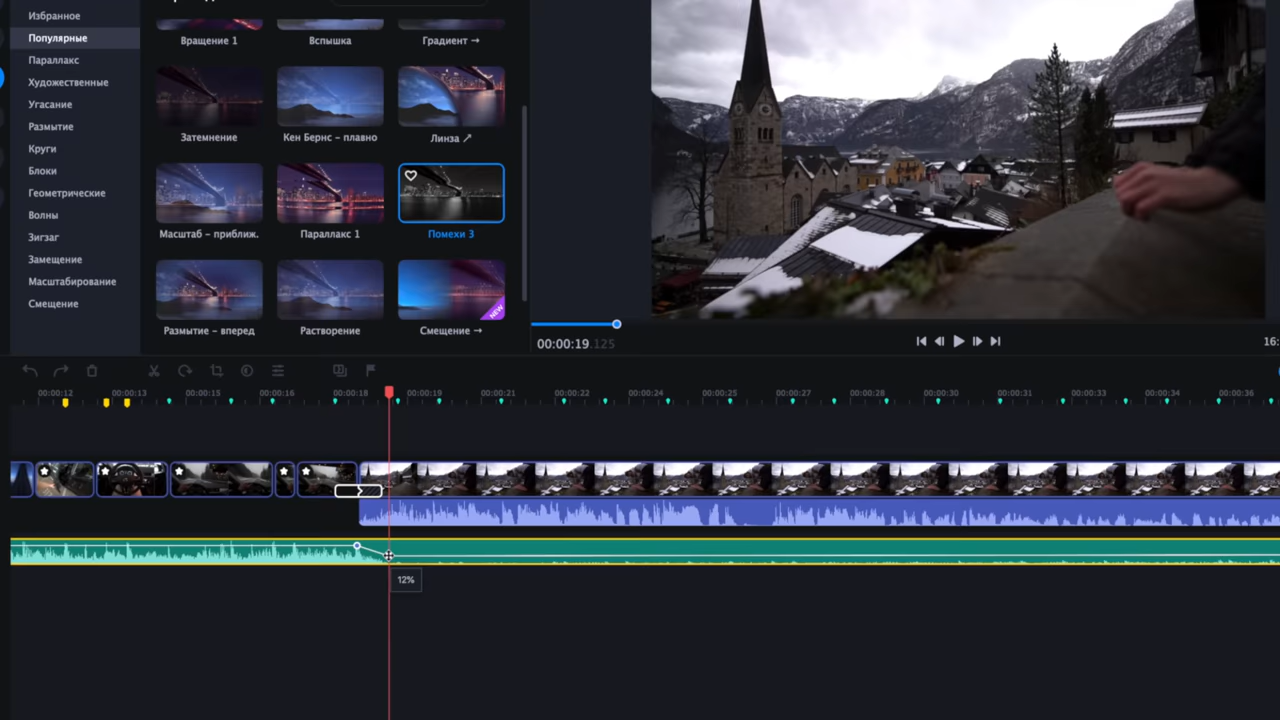 Избранное
Популярные
Параллакс
Художественные
Угасание
Размытие
Круги
Блоки
Геометрические
Волны
Зигзаг
Замещение
Масштабирование
Смещение
Вращение 1
Вспышка
Градиент →
Затемнение
Кен Бернс – плавно
Линза ↗
Масштаб – приближ.
Параллакс 1
Помехи 3
Размытие – вперед
Растворение
NEW
Смещение →
00:00:19.125
16:
00:00:12 00:00:13 00:00:15 00:00:16 00:00:18 00:00:19 00:00:21 00:00:22 00:00:24 00:00:25 00:00:27 00:00:28 00:00:30 00:00:31 00:00:33 00:00:34 00:00:36
12%